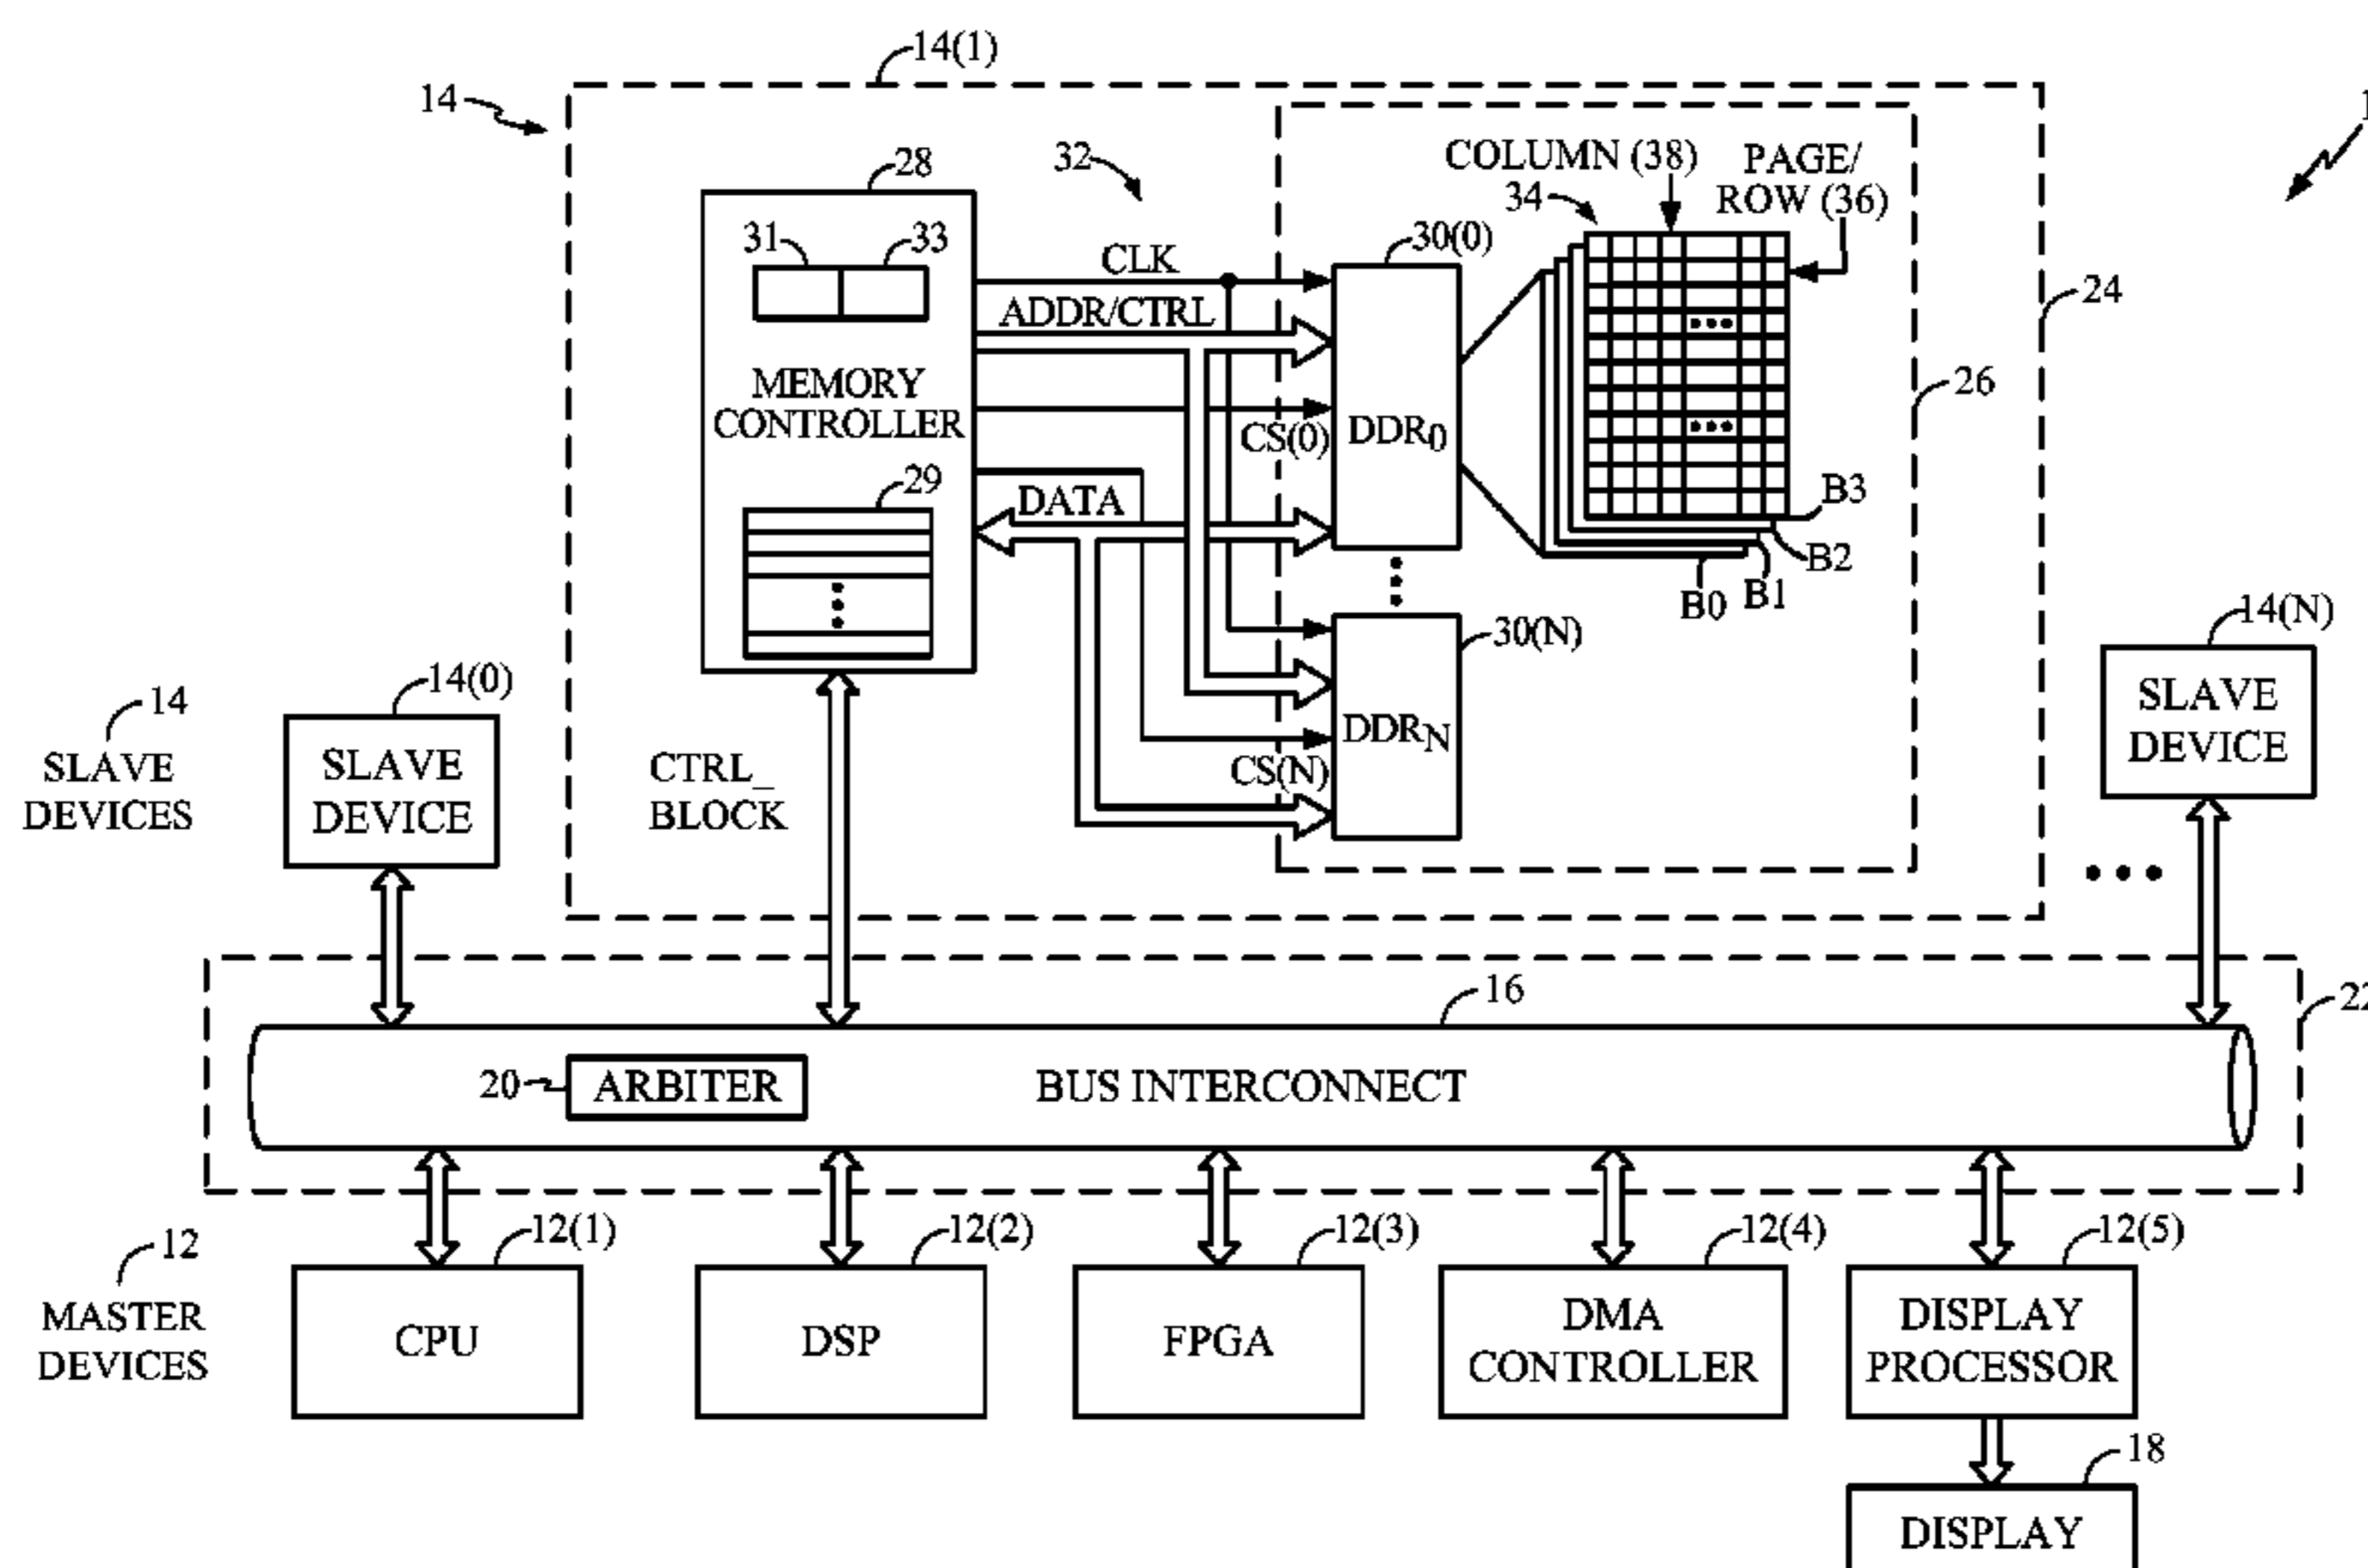 14(1)
14
1
28
32
COLUMN (38)
PAGE/
34
ROW (36)
31
33
30(0)
CLK
ADDR/CTRL
24
MEMORY
CONTROLLER
26
CS(0)
DDR0
29
DATA
B3
B2
B1
B0
14(N)
30(N)
14(0)
14
SLAVE
DEVICE
DDRN
SLAVE
DEVICES
SLAVE
DEVICE
CTRL_
BLOCK
CS(N)
16
22
20
ARBITER
BUS INTERCONNECT
12
12(1)
12(2)
12(3)
12(4)
12(5)
MASTER
DEVICES
CPU
DSP
FPGA
DMA
CONTROLLER
DISPLAY
PROCESSOR
18
DISPLAY